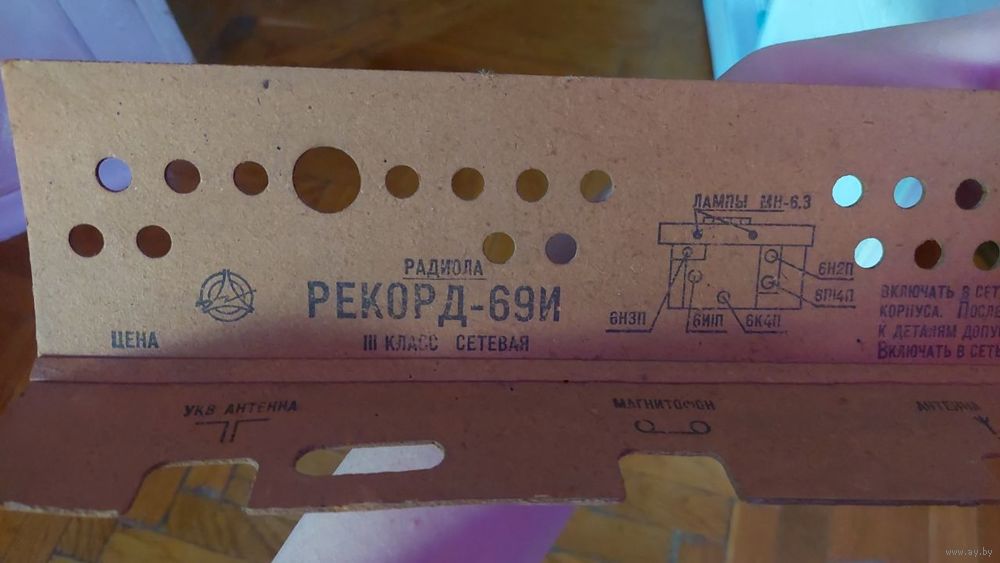 ЛАМПЫ МН-6.3
РАДИОЛА
РЕКОРД-69И
III КЛАСС СЕТЕВАЯ
ЦЕНА
6Н2П
6П14П
6Н3П
6И1П
6К4П
ВКЛЮЧАТЬ В СЕТ
КОРПУСА. ПОСЛЕ
К ДЕТАЛЯМ ДОПУ
ВКЛЮЧАТЬ В СЕТЬ
УКВ АНТЕННА
МАГНИТОФОН
АНТЕННА
www.ay.by